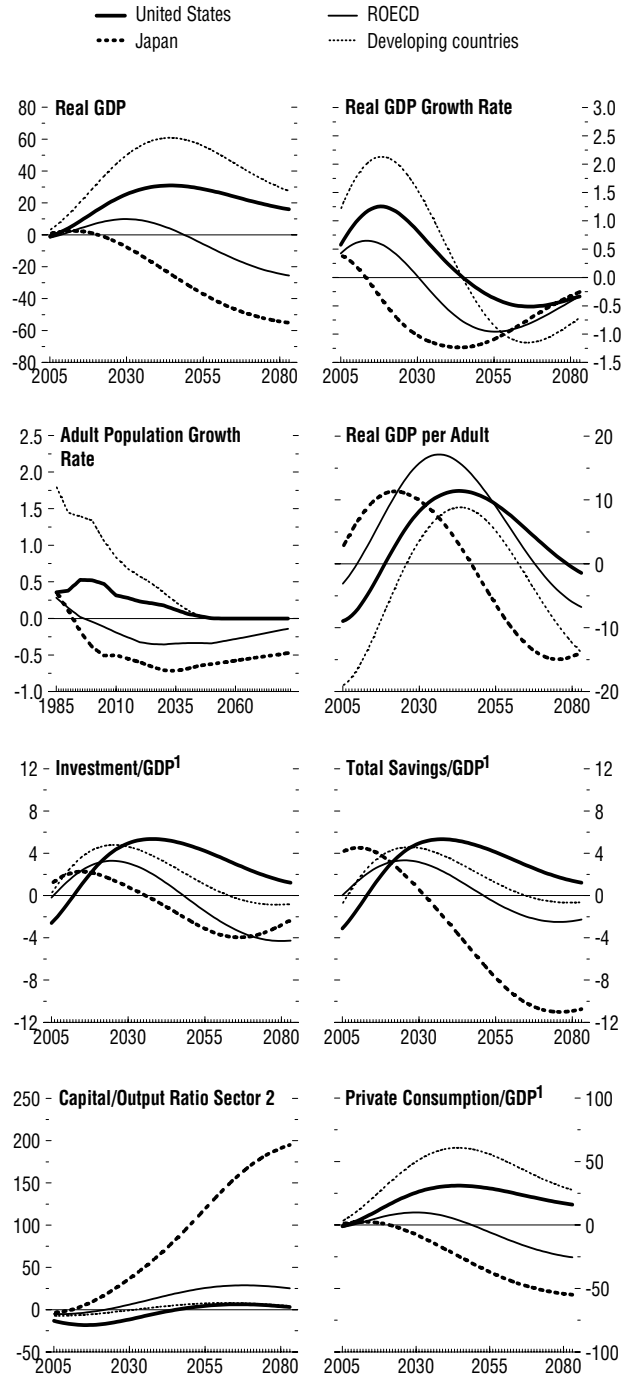 United States
ROECD
Japan
Developing countries
Real GDP
80
60
40
20
0
-20
-40
-60
-80
2005 2030 2055 2080
Real GDP Growth Rate
3.0
2.5
2.0
1.5
1.0
0.5
0.0
-0.5
-1.0
-1.5
2005 2030 2055 2080
Adult Population Growth
Rate
2.5
2.0
1.5
1.0
0.5
0.0
-0.5
-1.0
1985 2010 2035 2060
Real GDP per Adult
20
10
0
-10
-20
2005 2030 2055 2080
Investment/GDP1
12
8
4
0
-4
-8
-12
2005 2030 2055 2080
Total Savings/GDP1
12
8
4
0
-4
-8
-12
2005 2030 2055 2080
Capital/Output Ratio Sector 2
250
200
150
100
50
0
-50
2005 2030 2055 2080
Private Consumption/GDP1
100
50
0
-50
-100
2005 2030 2055 2080